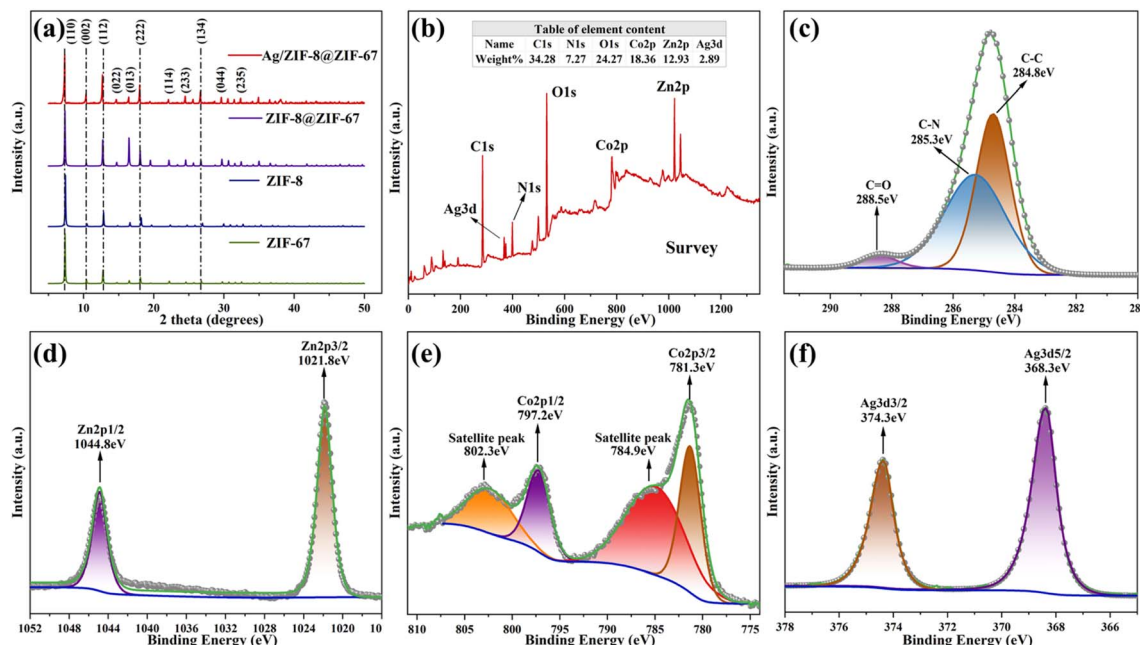 (a)
(110)
(002)
(112)
(222)
(134)
(022)
(013)
(114)
(233)
(044)
(235)
Ag/ZIF-8@ZIF-67
ZIF-8@ZIF-67
ZIF-8
ZIF-67
Intensity (a.u.)
10 20 30 40 50
2 theta (degrees)
(b)
Table of element content
Name C1s N1s O1s Co2p Zn2p Ag3d
Weight% 34.28 7.27 24.27 18.36 12.93 2.89
O1s
Zn2p
C1s
Co2p
N1s
Ag3d
Survey
Intensity (a.u.)
0 200 400 600 800 1000 1200
Binding Energy (eV)
(c)
C-C
284.8eV
C-N
285.3eV
C=O
288.5eV
Intensity (a.u.)
290 288 286 284 282 28
Binding Energy (eV)
(d)
Zn2p3/2
1021.8eV
Zn2p1/2
1044.8eV
Intensity (a.u.)
1052 1048 1044 1040 1036 1032 1028 1024 1020 10
Binding Energy (eV)
(e)
Co2p3/2
781.3eV
Co2p1/2
797.2eV
Satellite peak
802.3eV
Satellite peak
784.9eV
Intensity (a.u.)
810 805 800 795 790 785 780 775
Binding Energy (eV)
(f)
Ag3d5/2
368.3eV
Ag3d3/2
374.3eV
Intensity (a.u.)
378 376 374 372 370 368 366
Binding Energy (eV)